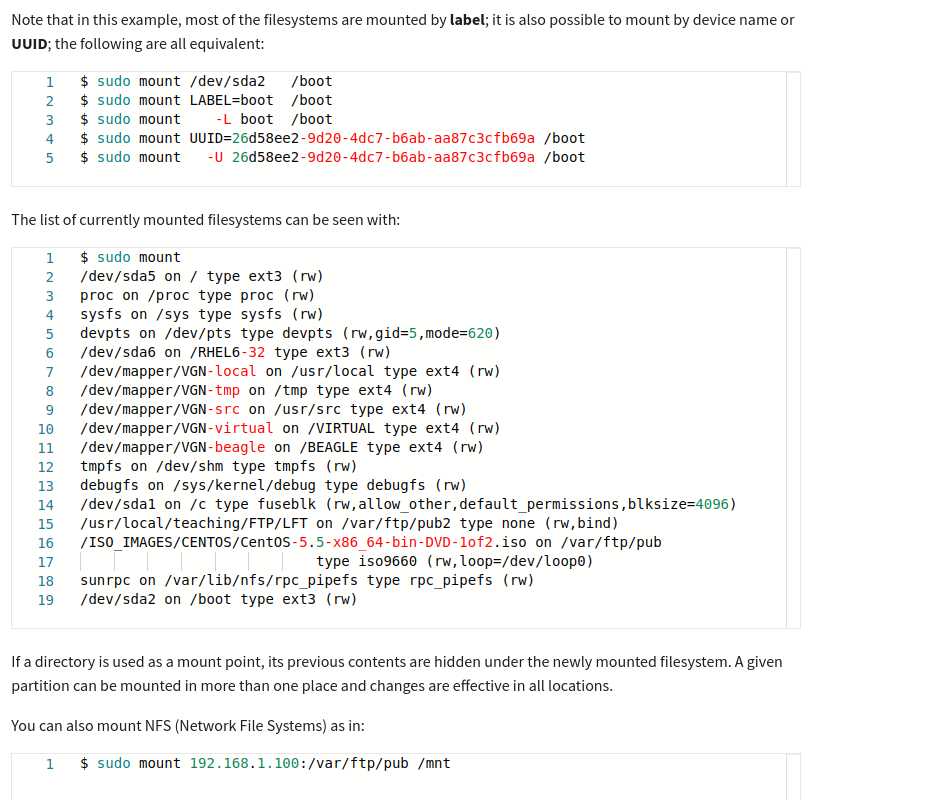 Note that in this example, most of the filesystems are mounted by label; it is also possible to mount by device name or
UUID; the following are all equivalent:
1 $ sudo mount /dev/sda2   /boot
2 $ sudo mount LABEL=boot  /boot
3 $ sudo mount    -L boot  /boot
4 $ sudo mount UUID=26d58ee2-9d20-4dc7-b6ab-aa87c3cfb69a /boot
5 $ sudo mount   -U 26d58ee2-9d20-4dc7-b6ab-aa87c3cfb69a /boot
The list of currently mounted filesystems can be seen with:
1 $ sudo mount
2 /dev/sda5 on / type ext3 (rw)
3 proc on /proc type proc (rw)
4 sysfs on /sys type sysfs (rw)
5 devpts on /dev/pts type devpts (rw,gid=5,mode=620)
6 /dev/sda6 on /RHEL6-32 type ext3 (rw)
7 /dev/mapper/VGN-local on /usr/local type ext4 (rw)
8 /dev/mapper/VGN-tmp on /tmp type ext4 (rw)
9 /dev/mapper/VGN-src on /usr/src type ext4 (rw)
10 /dev/mapper/VGN-virtual on /VIRTUAL type ext4 (rw)
11 /dev/mapper/VGN-beagle on /BEAGLE type ext4 (rw)
12 tmpfs on /dev/shm type tmpfs (rw)
13 debugfs on /sys/kernel/debug type debugfs (rw)
14 /dev/sda1 on /c type fuseblk (rw,allow_other,default_permissions,blksize=4096)
15 /usr/local/teaching/FTP/LFT on /var/ftp/pub2 type none (rw,bind)
16 /ISO_IMAGES/CENTOS/CentOS-5.5-x86_64-bin-DVD-1of2.iso on /var/ftp/pub
17                             type iso9660 (rw,loop=/dev/loop0)
18 sunrpc on /var/lib/nfs/rpc_pipefs type rpc_pipefs (rw)
19 /dev/sda2 on /boot type ext3 (rw)
If a directory is used as a mount point, its previous contents are hidden under the newly mounted filesystem. A given
partition can be mounted in more than one place and changes are effective in all locations.
You can also mount NFS (Network File Systems) as in:
1 $ sudo mount 192.168.1.100:/var/ftp/pub /mnt